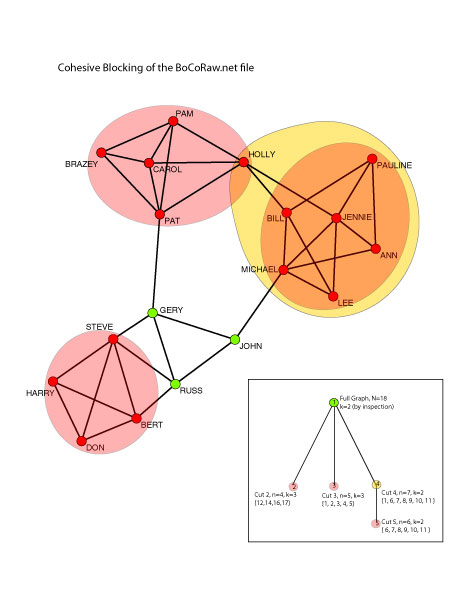 Cohesive Blocking of the BoCoRaw.net file
PAM
HOLLY
BRAZEY
CAROL
PAULINE
PAT
BILL
JENNIE
ANN
MICHAEL
LEE
GERY
STEVE
JOHN
HARRY
RUSS
BERT
DON
1
Full Graph, N=18
k=2 (by inspection)
2
3
4
Cut 2, n=4, k=3
{12,14,16,17}
Cut 3, n=5, k=3
{1, 2, 3, 4, 5}
Cut 4, n=7, k=2
{1, 6, 7, 8, 9, 10, 11 }
5
Cut 5, n=6, k=2
{ 6, 7, 8, 9, 10, 11 }